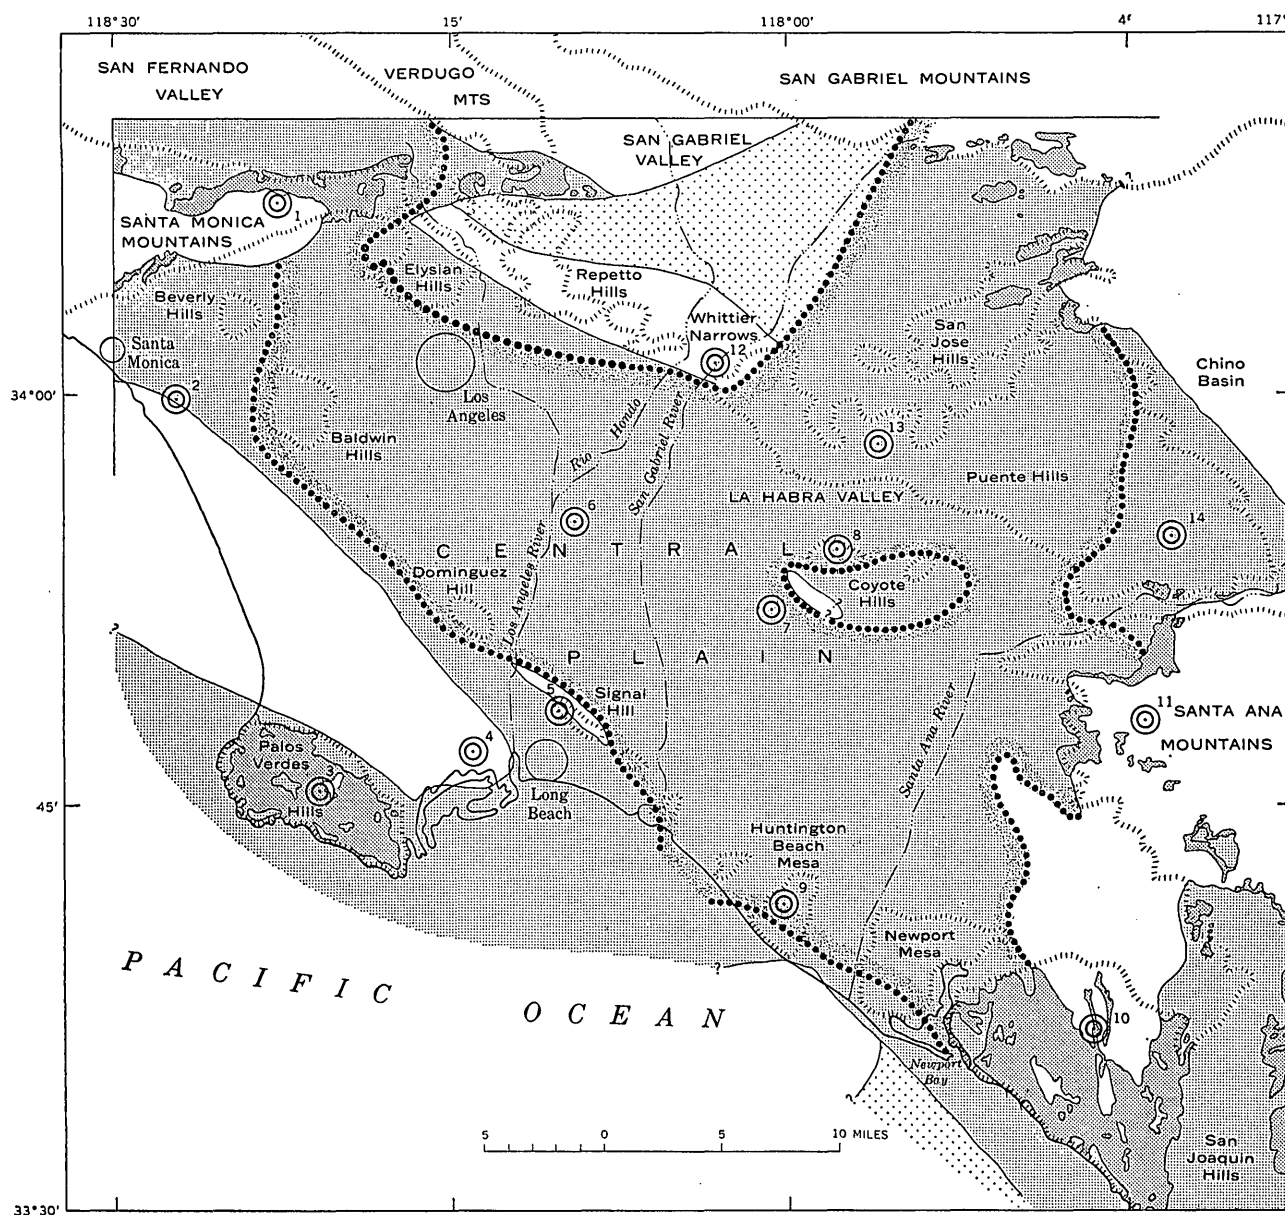 118°30'
15'
118°00'
4'
117°
SAN FERNANDO
VALLEY
VERDUGO
MTS
SAN GABRIEL MOUNTAINS
SAN GABRIEL
VALLEY
?
1
SANTA MONICA
MOUNTAINS
Elysian
Hills
Repetto
Hills
Beverly
Hills
Whittier
Narrows
12
San
Jose
Hills
Santa
Monica
Chino
Basin
2
34°00'
Los
Angeles
Rio Hondo
San Gabriel River
Baldwin
Hills
13
Puente Hills
LA HABRA VALLEY
6
14
8
CENTRAL
Dominguez
Hill
Coyote
Hills
?
?
7
Los Angeles River
?
PLAIN
5
Signal
Hill
Santa Ana River
11
SANTA ANA
MOUNTAINS
4
Palos
Verdes
Hills
3
Long
Beach
45'
Huntington
Beach
Mesa
9
Newport
Mesa
?
PACIFIC OCEAN
10
Newport
Bay
?
5 0 5 10 MILES
San
Joaquin
Hills
33°30'